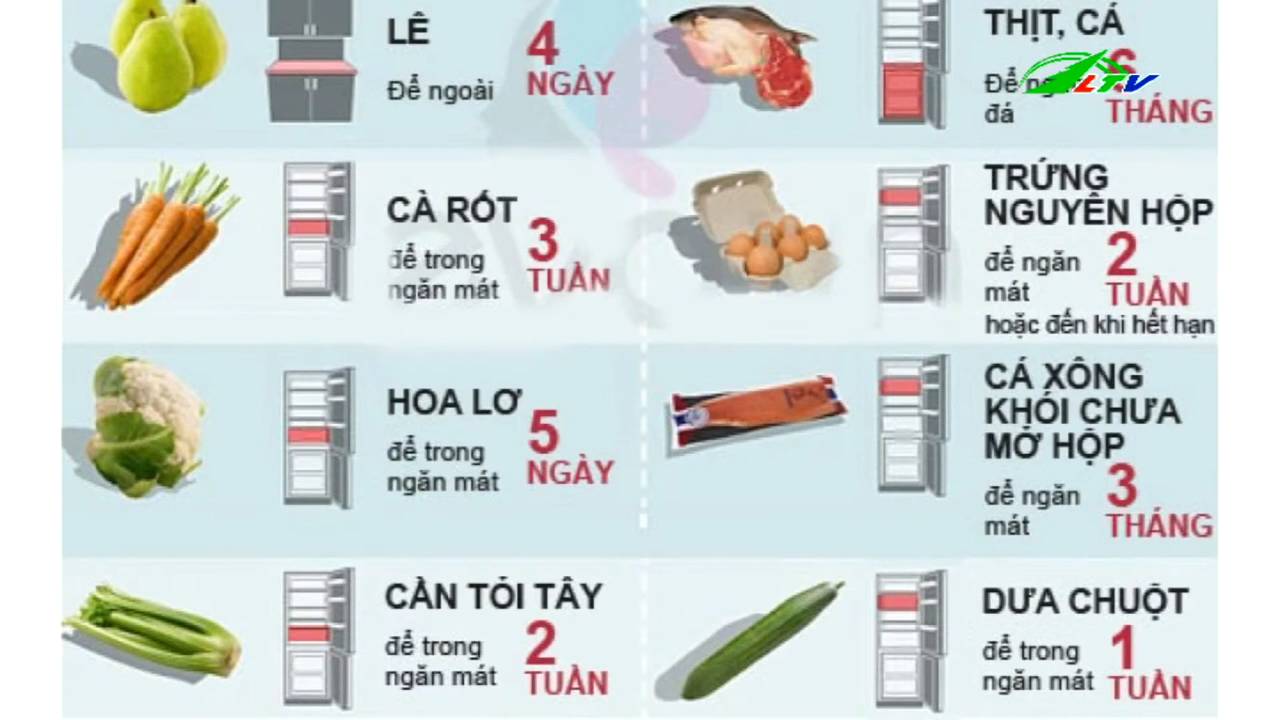 LÊ
Để ngoài
4
NGÀY
THỊT, CÁ
đá
THÁNG
LTV
CÀ RỐT
để trong
ngăn mát
3
TUẦN
TRỨNG
NGUYÊN HỘP
để ngăn
mát
2
TUẦN
hoặc đến khi hết hạn
HOA LƠ
để trong
ngăn mát
5
NGÀY
CÁ XÔNG
KHÓI CHƯA
MỞ HỘP
để ngăn
mát
3
THÁNG
CẦN TỎI TÂY
để trong
ngăn mát
2
TUẦN
DƯA CHUỘT
để trong
ngăn mát
1
TUẦN